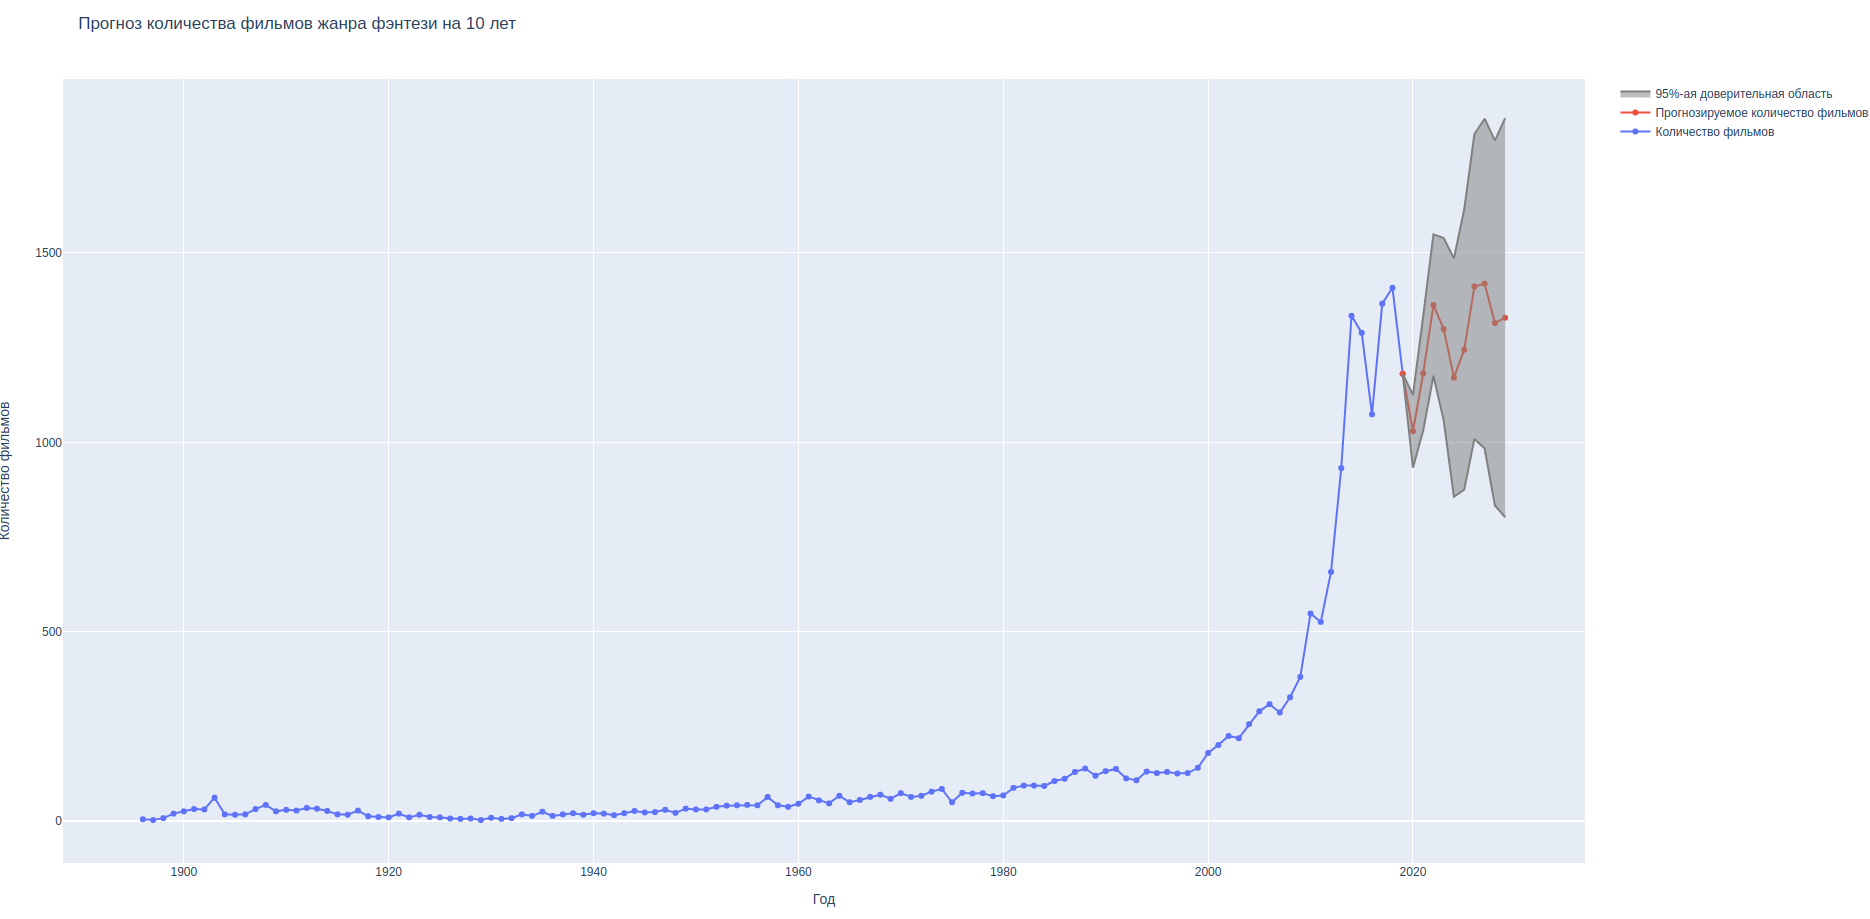 Прогноз количества фильмов жанра фэнтези на 10 лет
95%-ая доверительная область
Прогнозируемое количество фильмов
Количество фильмов
Количество фильмов
1500
1000
500
0
1900
1920
1940
1960
1980
2000
2020
Год